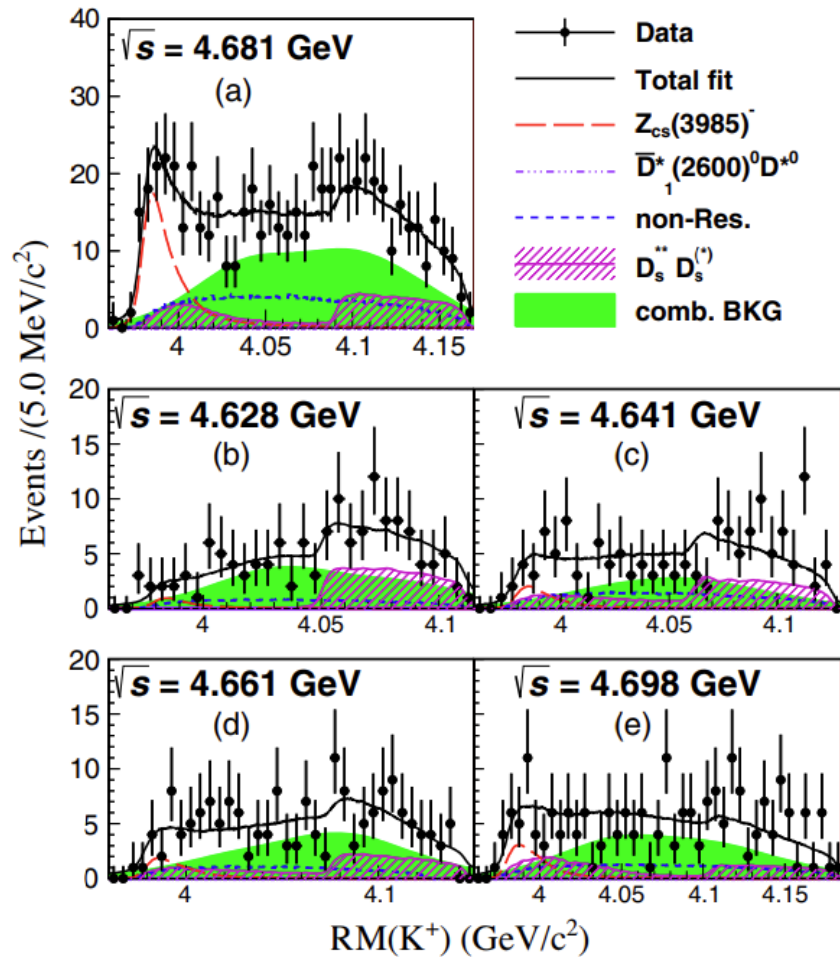 Events /(5.0 MeV/c²)
40
30
20
10
0
√s = 4.681 GeV
(a)
4
4.05
4.1
4.15
Data
Total fit
Z_cs(3985)⁻
D̄*₁(2600)⁰D*⁰
non-Res.
D_s** D_s^(*)
comb. BKG
20
15
10
5
0
√s = 4.628 GeV
(b)
4
4.05
4.1
√s = 4.641 GeV
(c)
4
4.05
4.1
20
15
10
5
0
√s = 4.661 GeV
(d)
4
4.1
√s = 4.698 GeV
(e)
4
4.05
4.1
4.15
RM(K⁺) (GeV/c²)